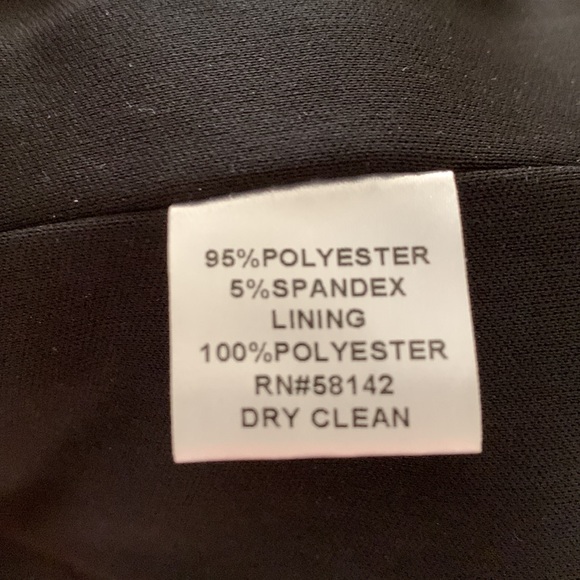 95%POLYESTER
5%SPANDEX
LINING
100%POLYESTER
RN#58142
DRY CLEAN